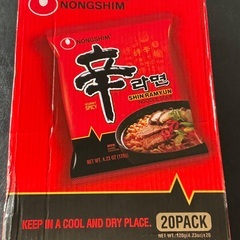 NONGSHIM
NONGSHIM
辛
라면
SHIN RAMYUN
SPICY
NET WT. 4.23 OZ (120g)
KEEP IN A COOL AND DRY PLACE.
20PACK